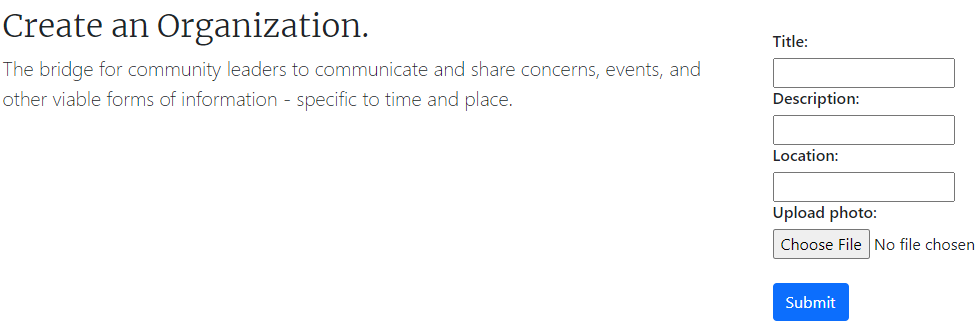 Create an Organization.
The bridge for community leaders to communicate and share concerns, events, and
other viable forms of information - specific to time and place.
Title:
Description:
Location:
Upload photo:
Choose File No file chosen
Submit